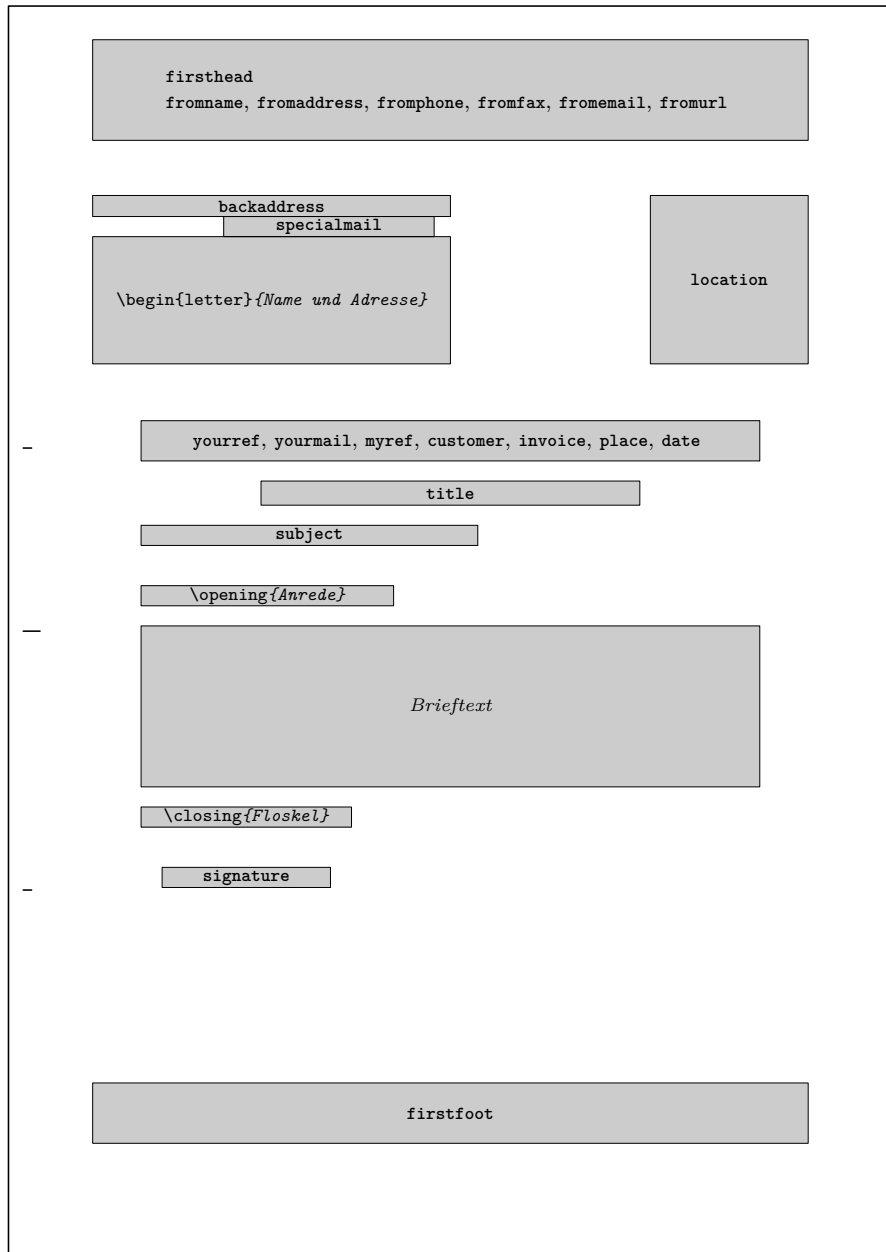 firsthead
fromname, fromaddress, fromphone, fromfax, fromemail, fromurl
backaddress
specialmail
\begin{letter}{Name und Adresse}
location
yourref, yourmail, myref, customer, invoice, place, date
title
subject
\opening{Anrede}
Brieftext
\closing{Floskel}
signature
firstfoot